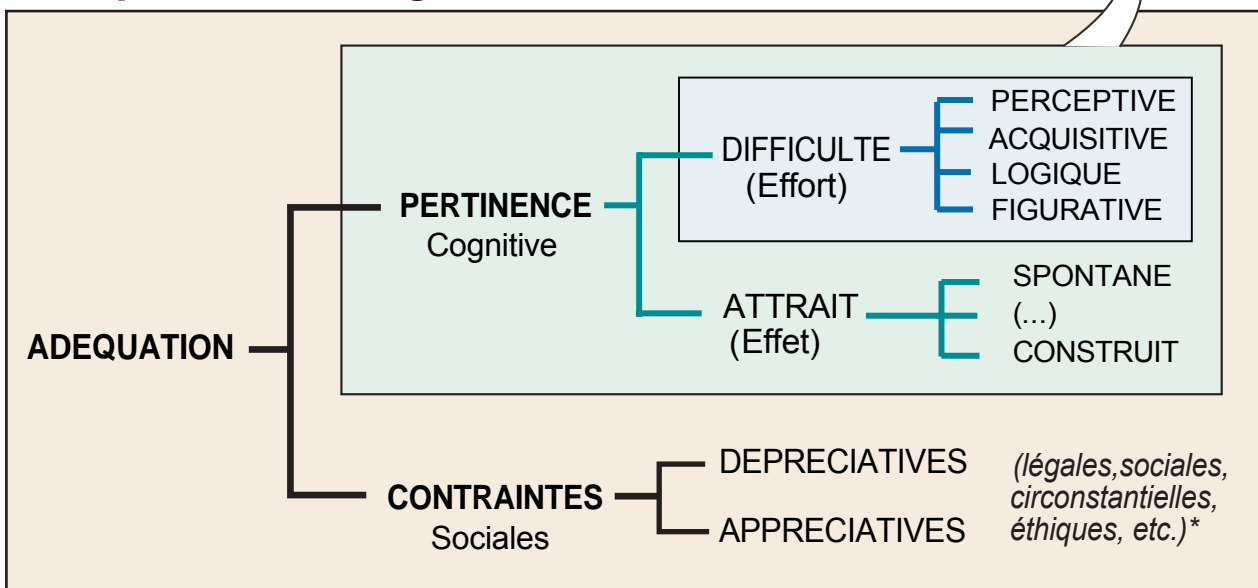 PERCEPTIVE
DIFFICULTE
ACQUISITIVE
(Effort)
LOGIQUE
PERTINENCE
FIGURATIVE
Cognitive
SPONTANE
ATTRAIT
(...)
(Effet)
CONSTRUIT
ADEQUATION
DEPRECIATIVES
(légales,sociales,
CONTRAINTES
circonstantielles,
Sociales
APPRECIATIVES
éthiques, etc.)*